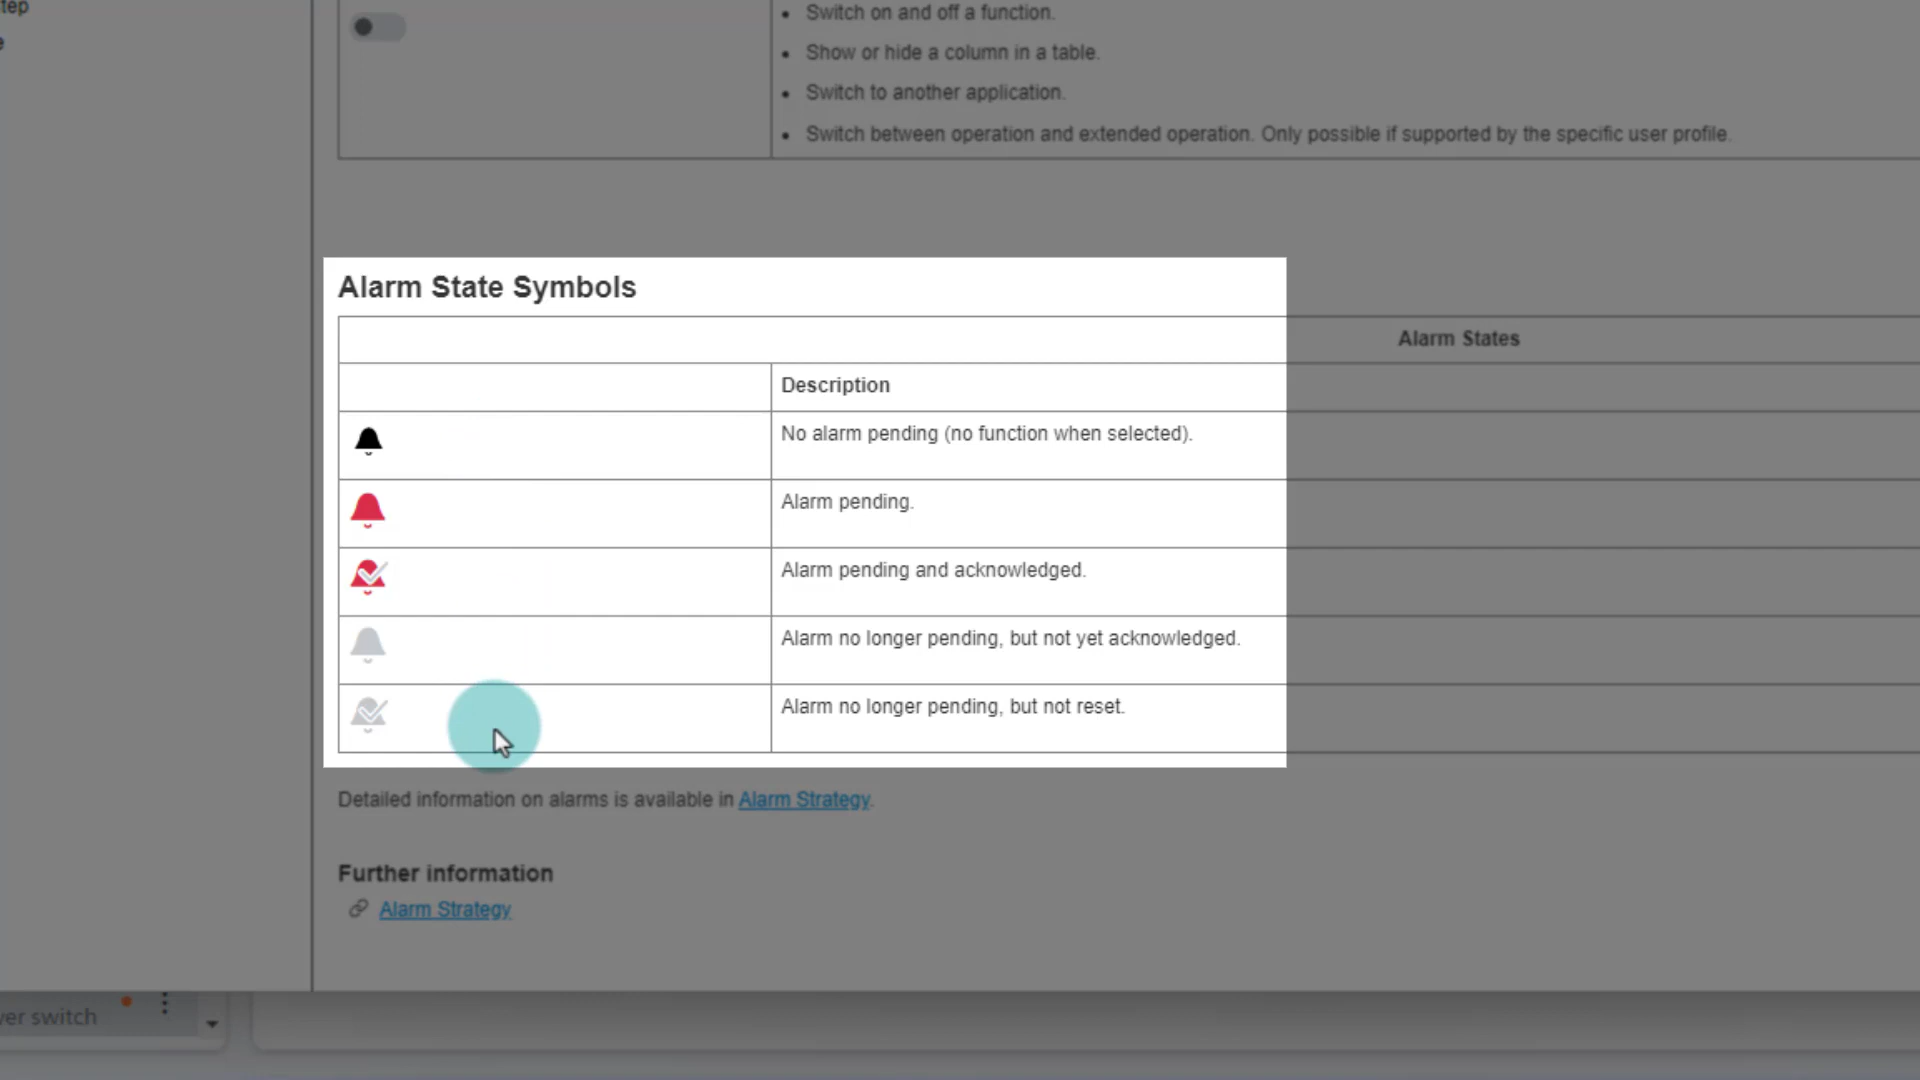 Switch on and off a function.
Show or hide a column in a table.
Switch to another application.
Switch between operation and extended operation. Only possible if supported by the specific user profile.
Alarm State Symbols
Alarm States
Description
No alarm pending (no function when selected).
Alarm pending.
Alarm pending and acknowledged.
Alarm no longer pending, but not yet acknowledged.
Alarm no longer pending, but not reset.
Detailed information on alarms is available in Alarm Strategy.
Further information
Alarm Strategy
switch